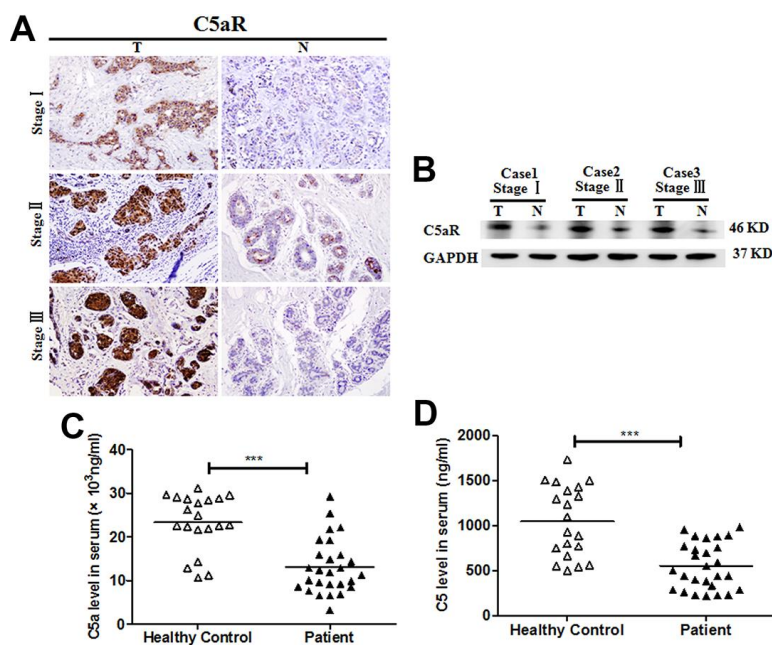 A
C5aR
T N
Stage Ⅰ
Stage Ⅱ
Stage Ⅲ
B
Case1 Case2 Case3
Stage Ⅰ Stage Ⅱ Stage Ⅲ
T N T N T N
C5aR 46 KD
GAPDH 37 KD
C
C5a level in serum (× 10³ng/ml)
40
30
20
10
0
***
Healthy Control Patient
D
C5 level in serum (ng/ml)
2000
1500
1000
500
0
***
Healthy Control Patient